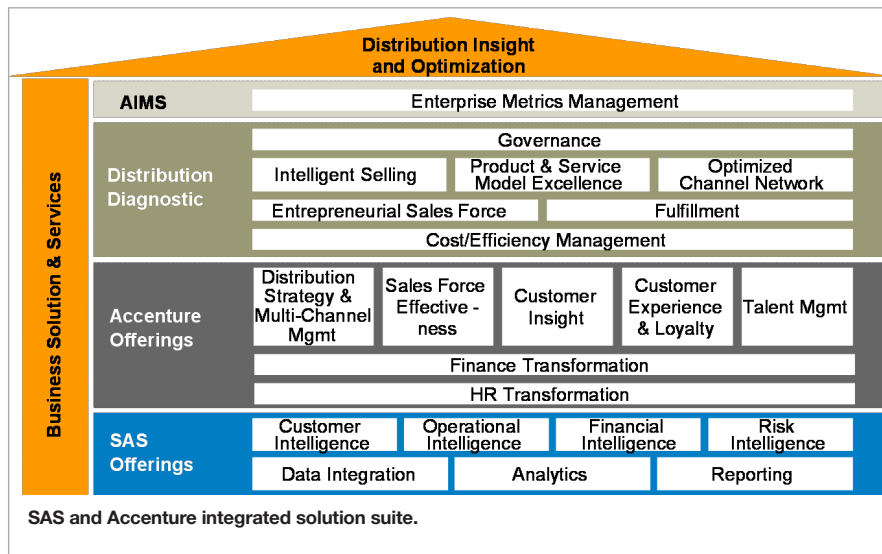 Distribution Insight
and Optimization
Business Solution & Services
AIMS
Enterprise Metrics Management
Distribution
Diagnostic
Governance
Intelligent Selling
Product & Service
Model Excellence
Optimized
Channel Network
Entrepreneurial Sales Force
Fulfillment
Cost/Efficiency Management
Accenture
Offerings
Distribution
Strategy &
Multi-Channel
Mgmt
Sales Force
Effective -
ness
Customer
Insight
Customer
Experience
& Loyalty
Talent Mgmt
Finance Transformation
HR Transformation
SAS
Offerings
Customer
Intelligence
Operational
Intelligence
Financial
Intelligence
Risk
Intelligence
Data Integration
Analytics
Reporting
SAS and Accenture integrated solution suite.